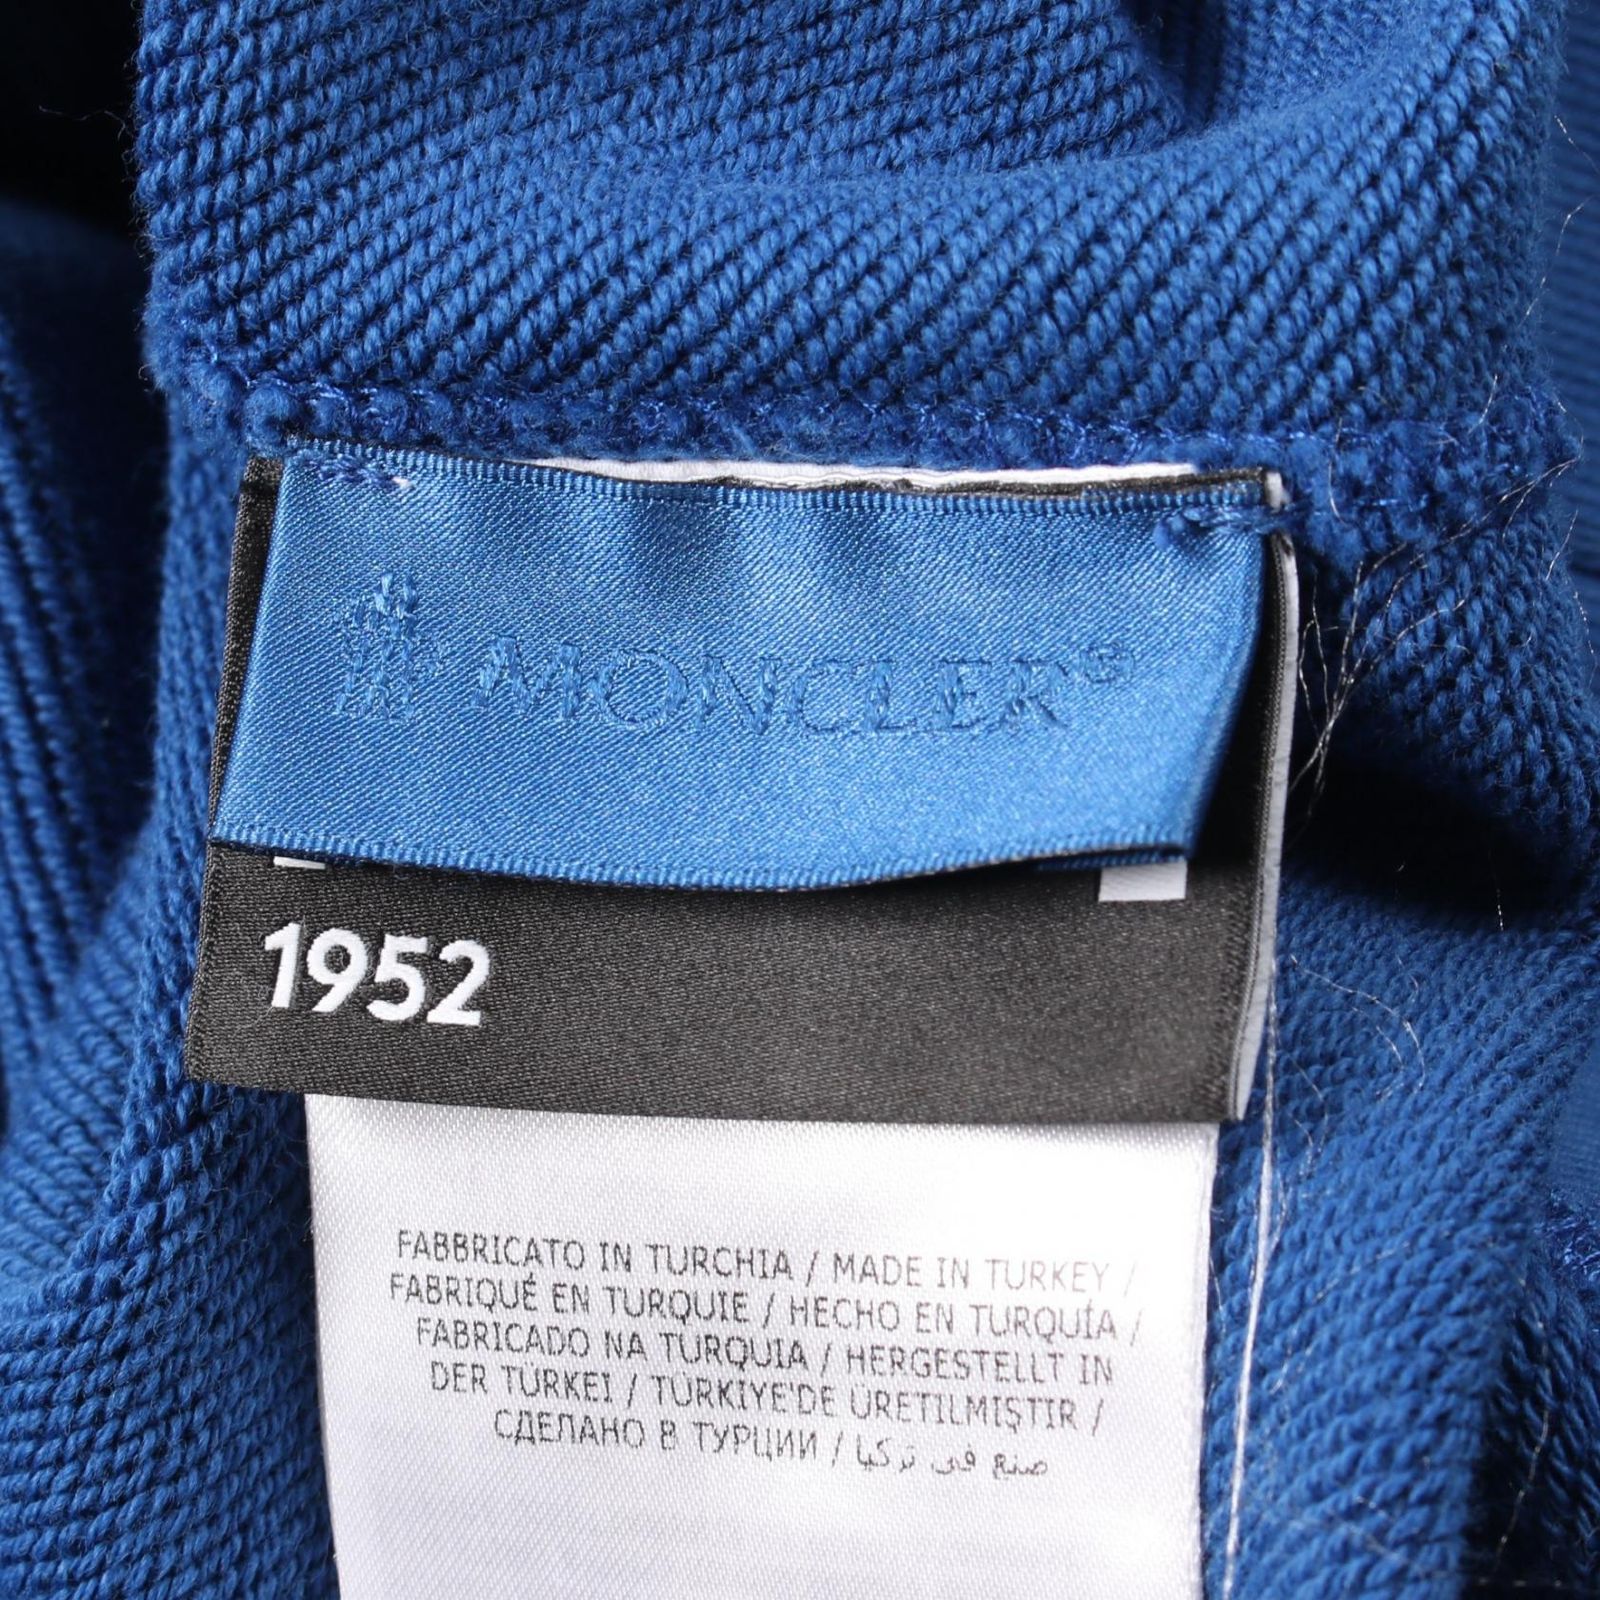 MONCLER®
1952
FABBRICATO IN TURCHIA / MADE IN TURKEY /
FABRIQUÉ EN TURQUIE / HECHO EN TURQUÍA /
FABRICADO NA TURQUIA / HERGESTELLT IN
DER TÜRKEI / TÜRKIYE'DE ÜRETILMIŞTIR /
СДЕЛАНО В ТУРЦИИ / صنع في تركيا